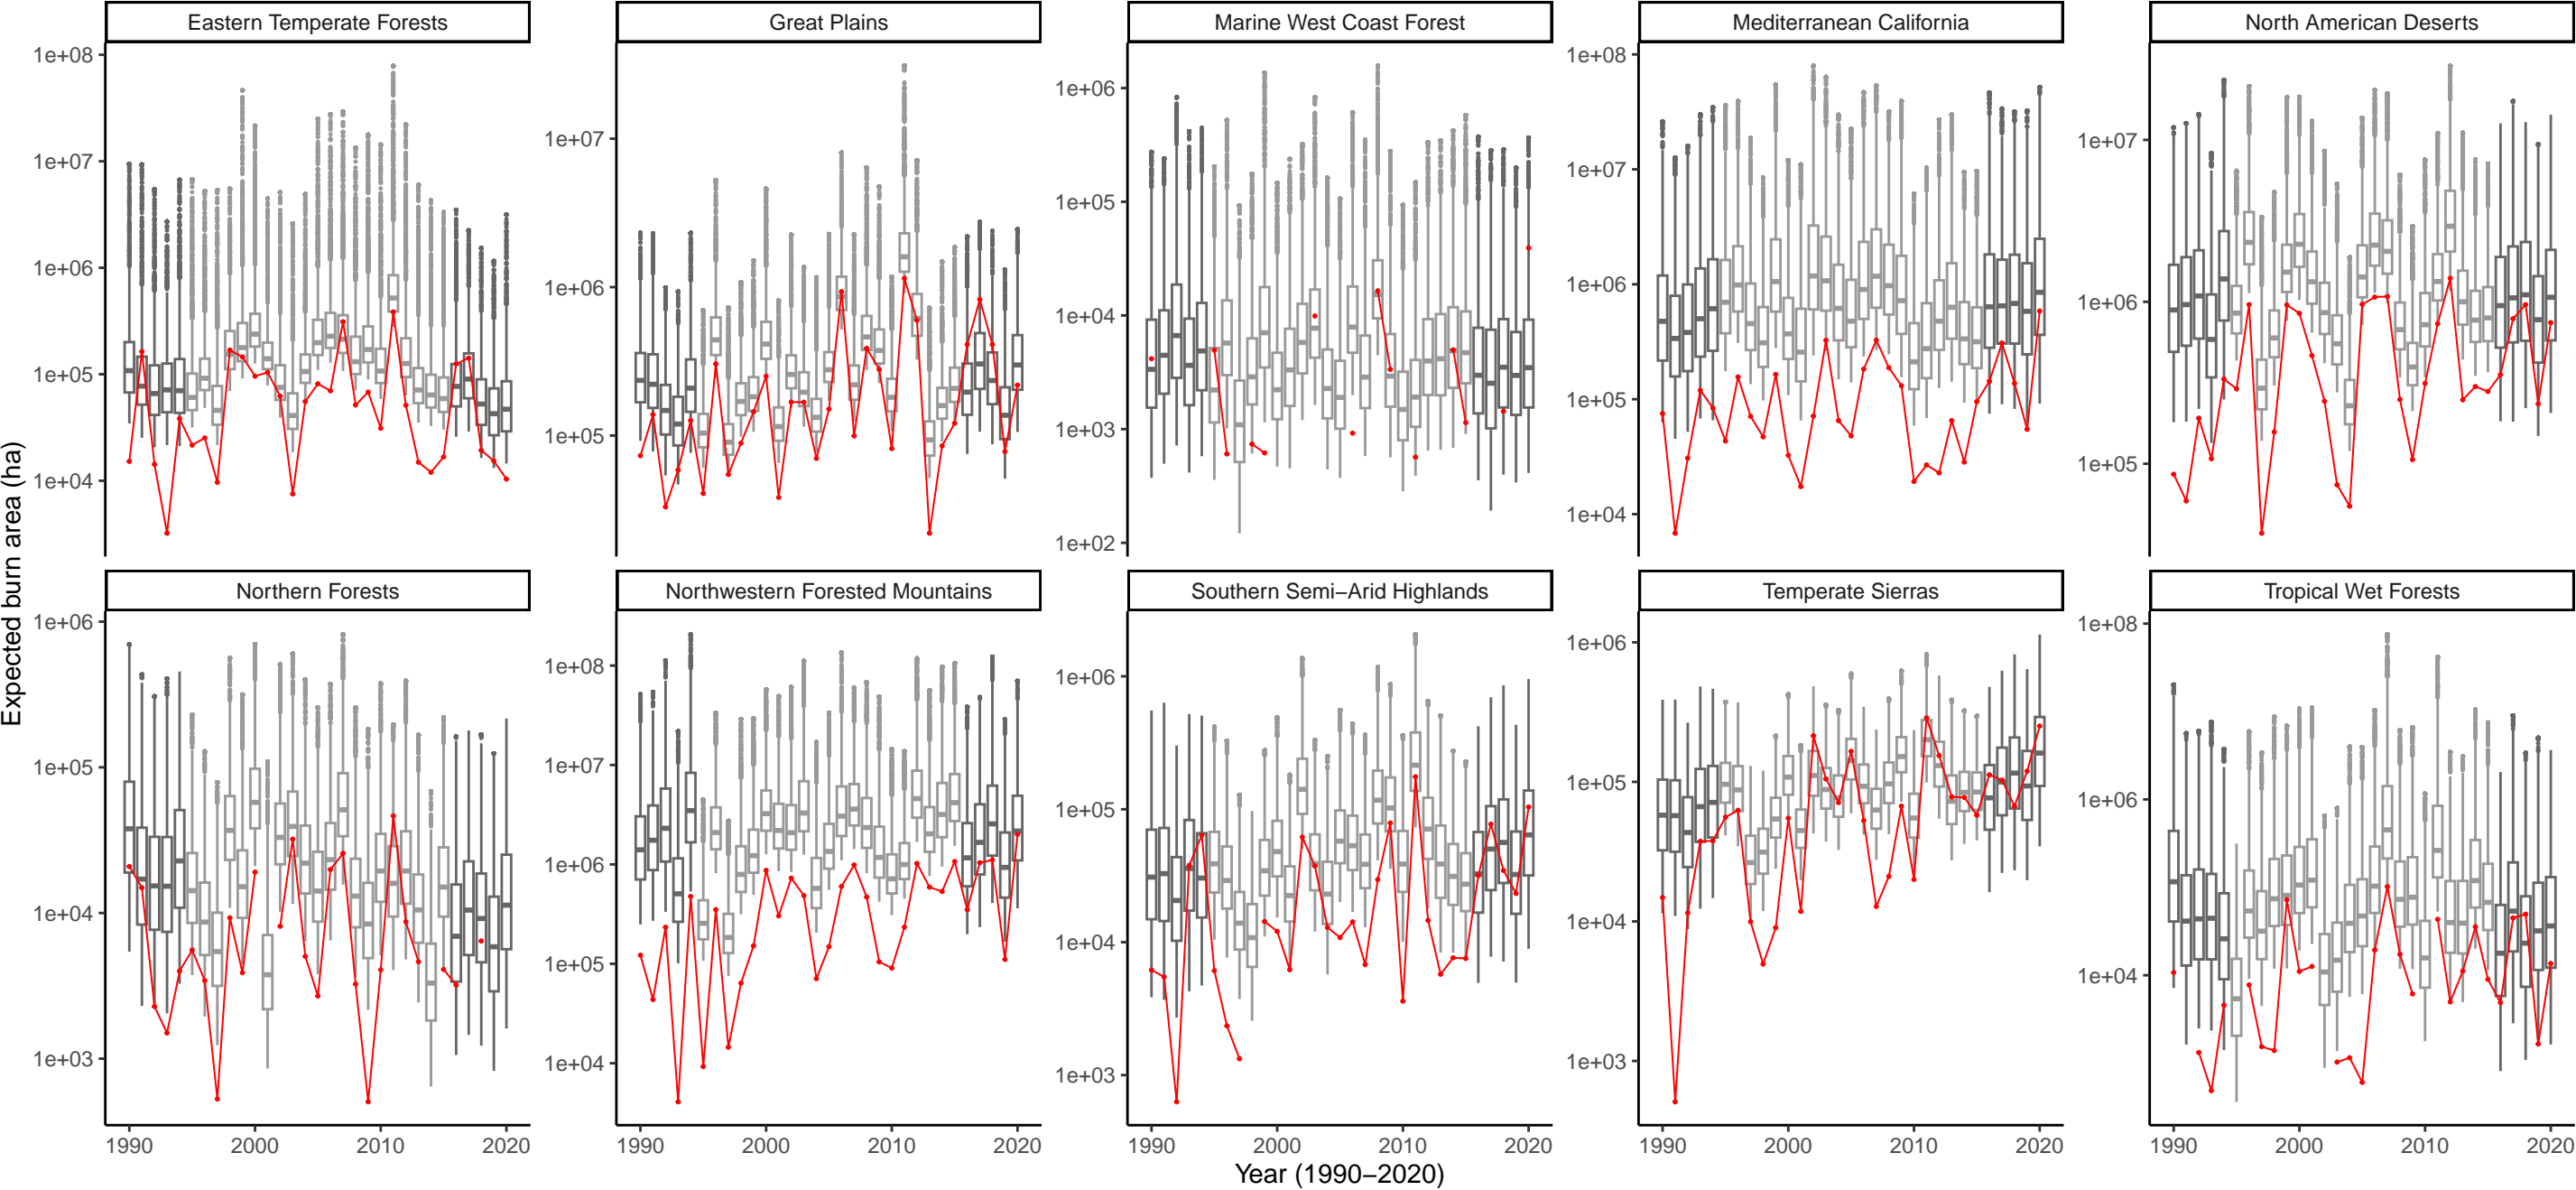 Eastern Temperate Forests
Great Plains
Marine West Coast Forest
Mediterranean California
North American Deserts
1e+08
1e+07
1e+06
1e+05
1e+04
1e+07
1e+06
1e+05
1e+06
1e+05
1e+04
1e+03
1e+02
1e+08
1e+07
1e+06
1e+05
1e+04
1e+07
1e+06
1e+05
Expected burn area (ha)
Northern Forests
Northwestern Forested Mountains
Southern Semi−Arid Highlands
Temperate Sierras
Tropical Wet Forests
1e+06
1e+05
1e+04
1e+03
1e+08
1e+07
1e+06
1e+05
1e+04
1e+06
1e+05
1e+04
1e+03
1e+06
1e+05
1e+04
1e+03
1e+08
1e+06
1e+04
1990 2000 2010 2020
1990 2000 2010 2020
1990 2000 2010 2020
1990 2000 2010 2020
1990 2000 2010 2020
Year (1990−2020)